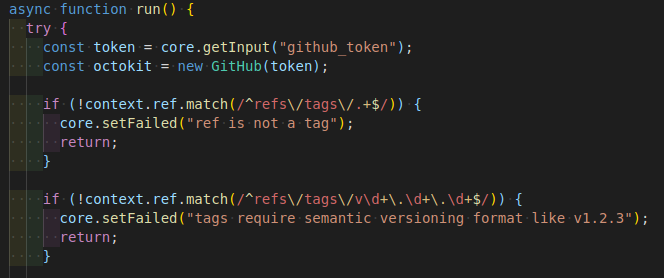 async function run() {
  try {
    const token = core.getInput("github_token");
    const octokit = new GitHub(token);

    if (!context.ref.match(/^refs\/tags\/.+$/)) {
      core.setFailed("ref is not a tag");
      return;
    }

    if (!context.ref.match(/^refs\/tags\/v\d+\.\d+\.\d+$/)) {
      core.setFailed("tags require semantic versioning format like v1.2.3");
      return;
    }